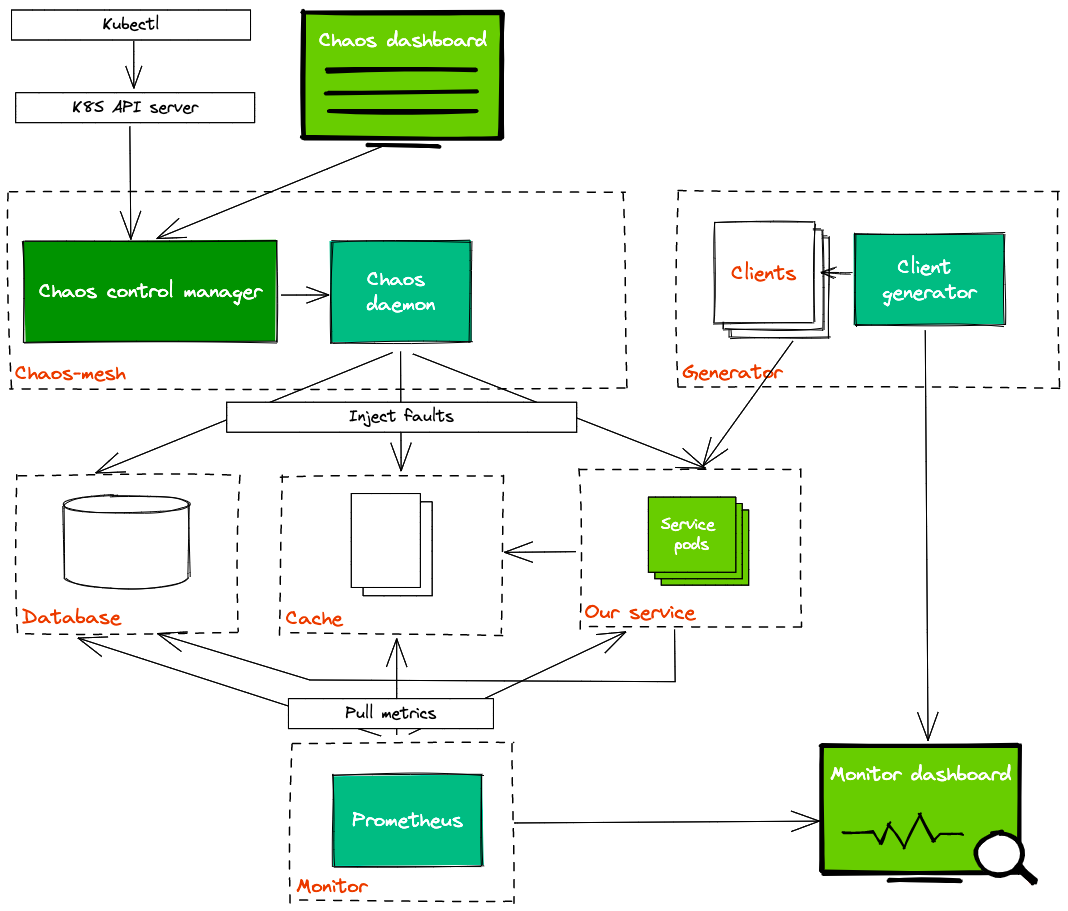 Kubectl
Chaos dashboard
K8S API server
Chaos control manager
Chaos
daemon
Chaos-mesh
Clients
Client
generator
Generator
Inject faults
Service
pods
Database
Cache
Our service
Pull metrics
Prometheus
Monitor
Monitor dashboard